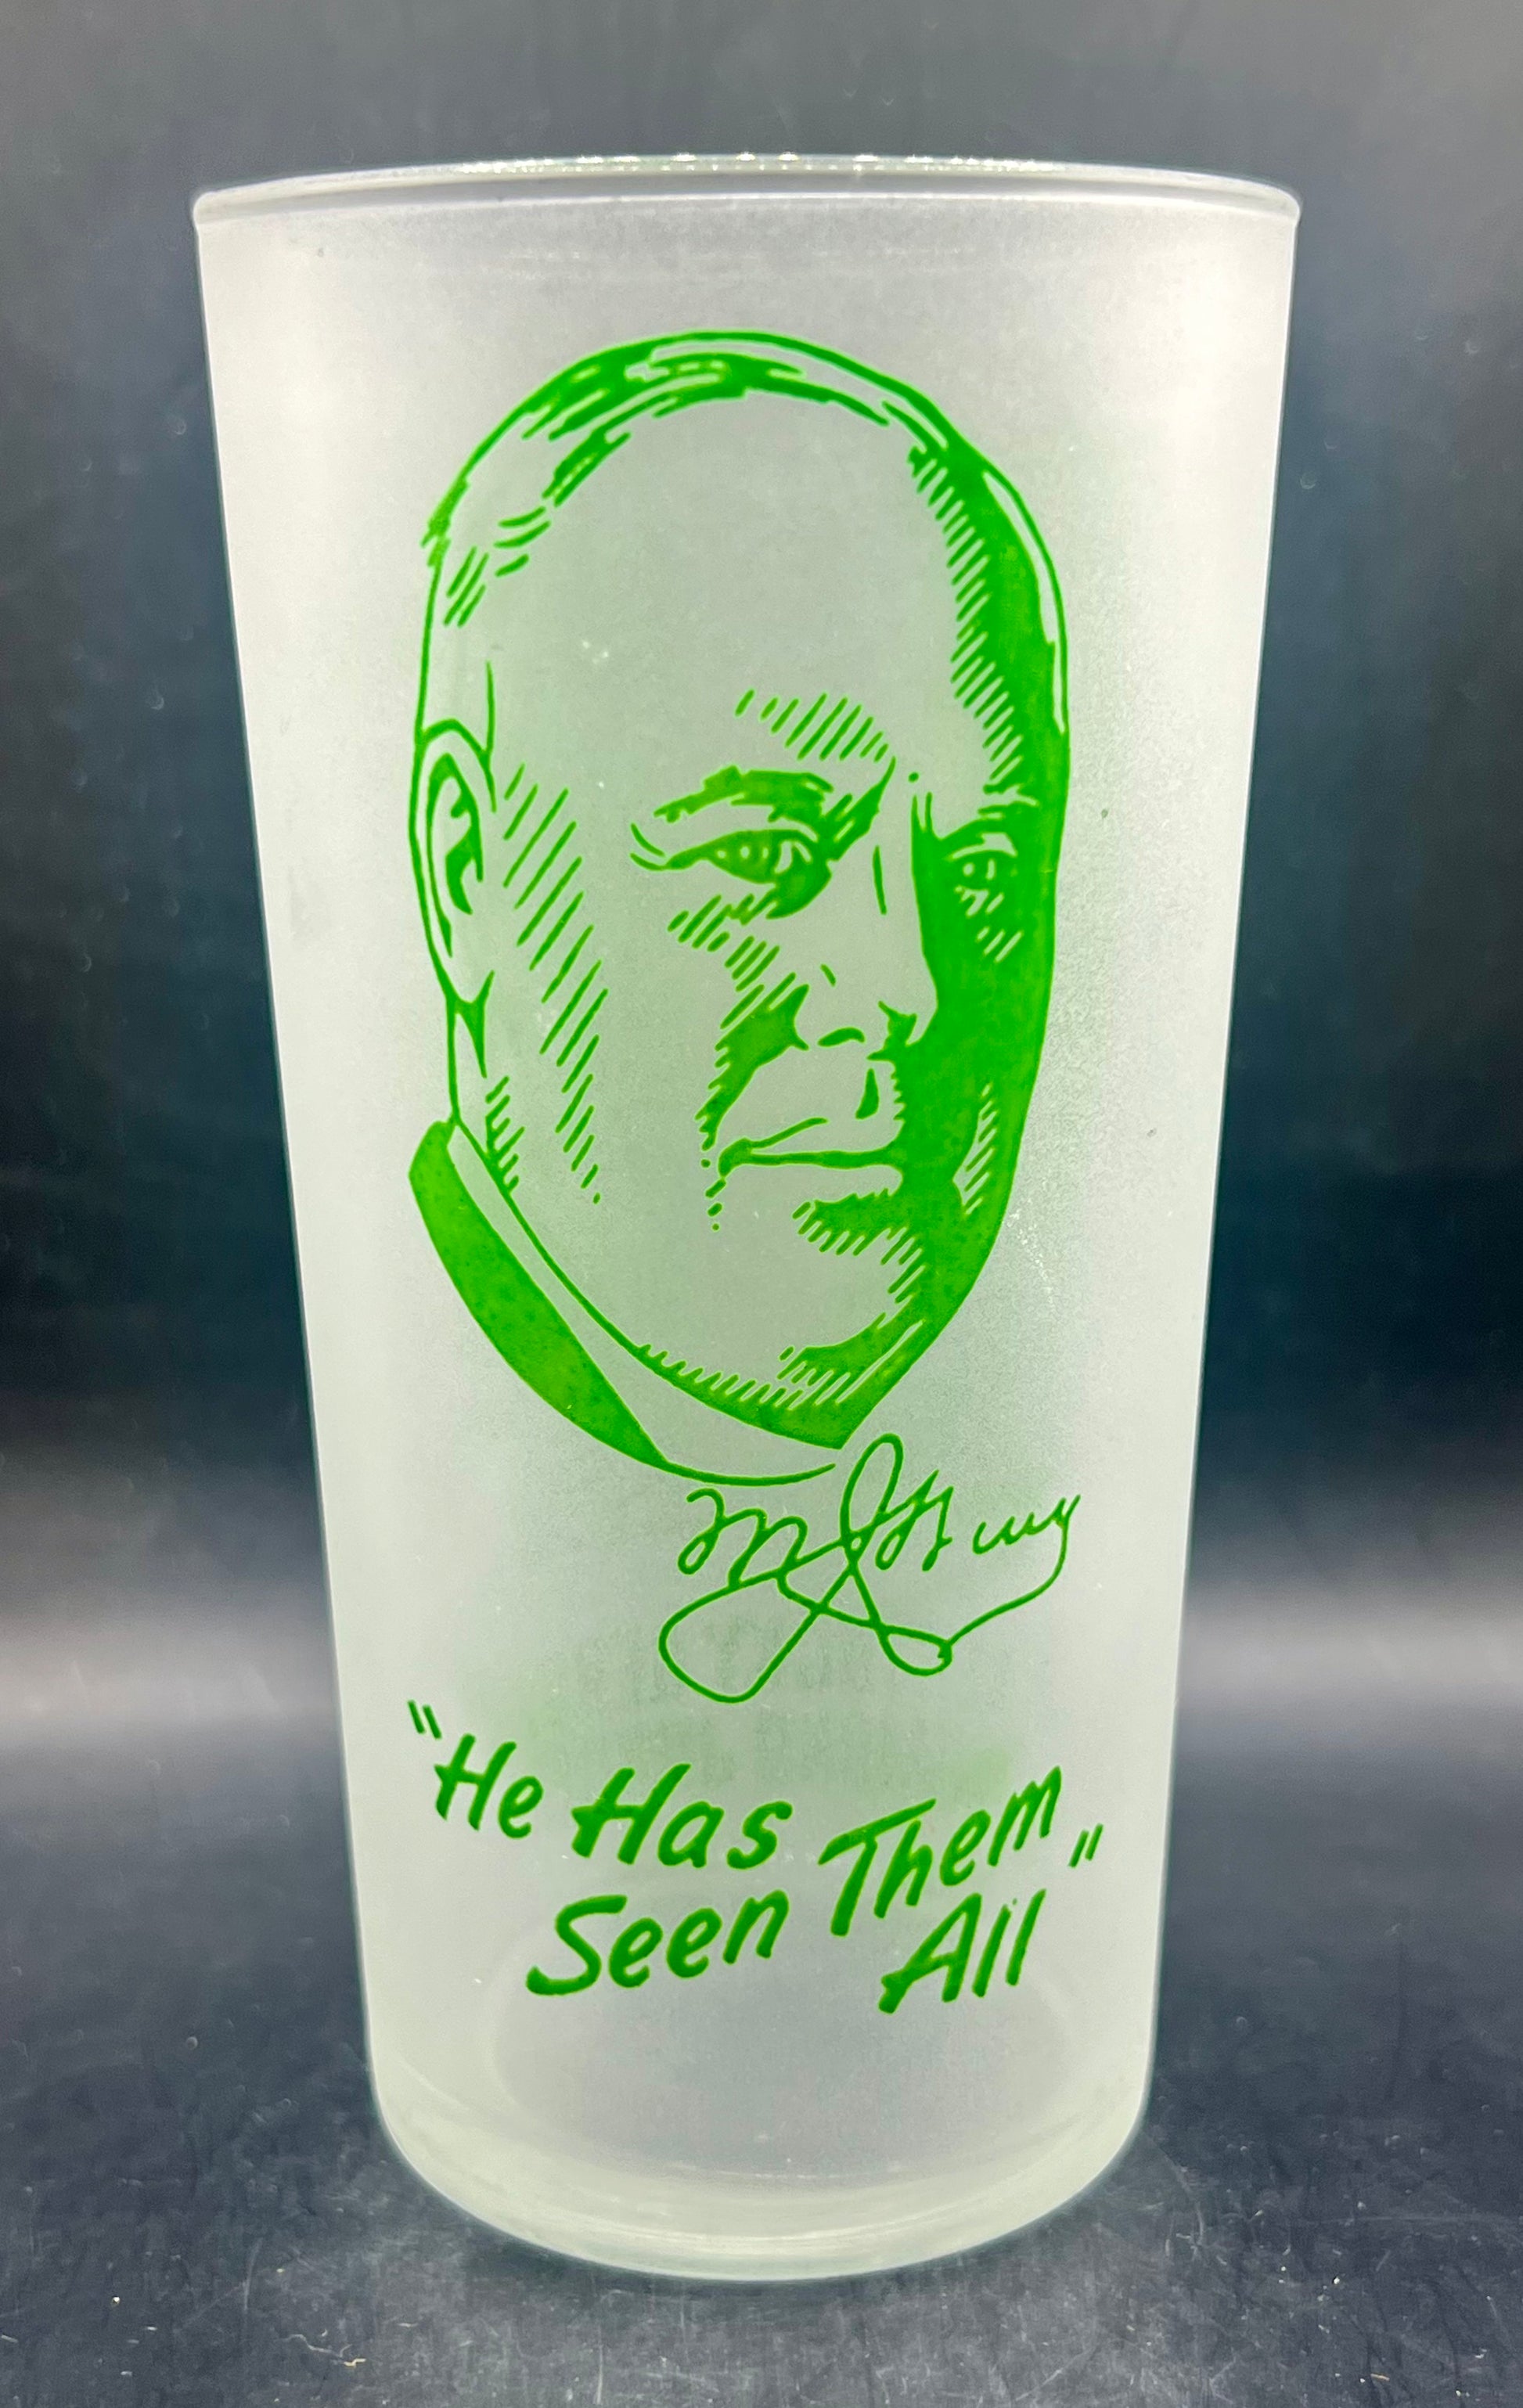 "He Has
Seen Them
All"